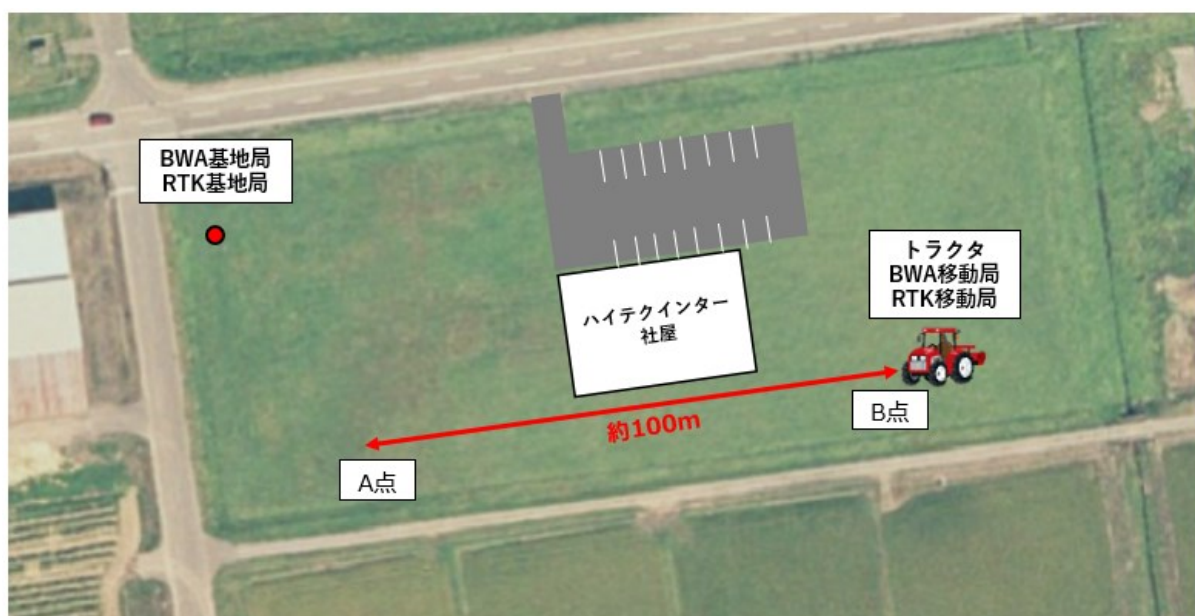 BWA基地局
RTK基地局
ハイテクインター
社屋
トラクタ
BWA移動局
RTK移動局
約100m
B点
A点